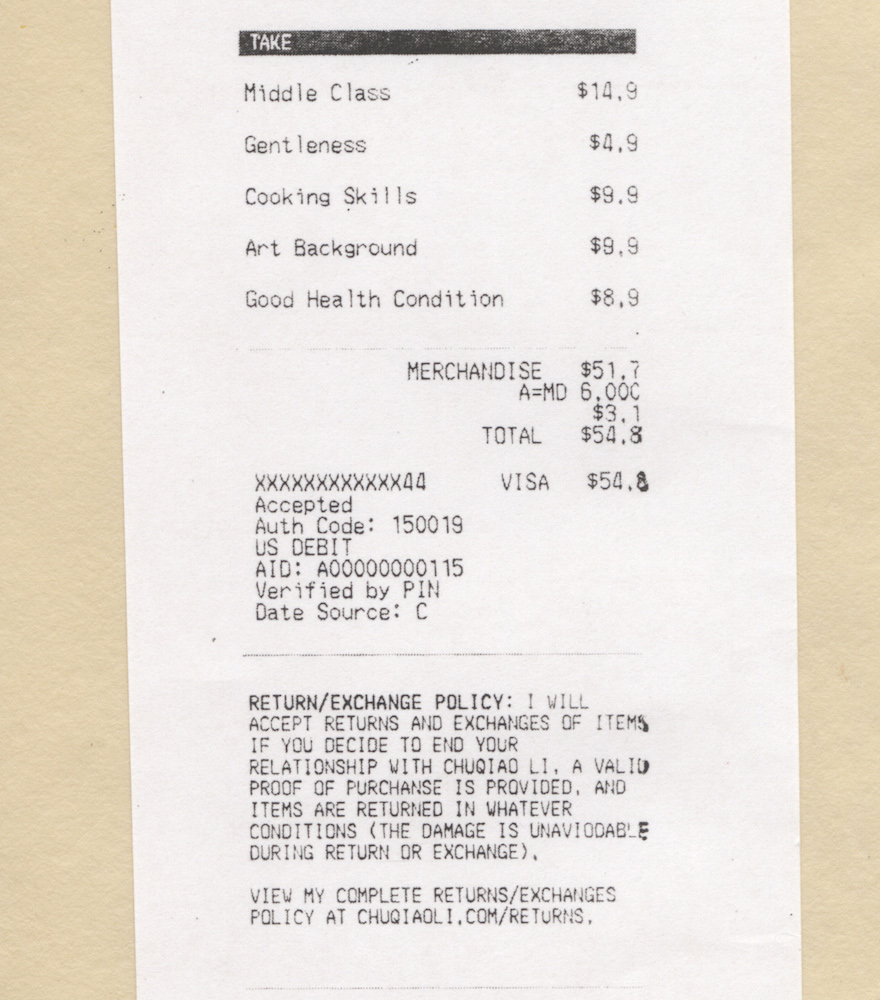 TAKE
Middle Class $14.9
Gentleness $4.9
Cooking Skills $9.9
Art Background $9.9
Good Health Condition $8.9
MERCHANDISE $51.7
A=MD 6.000
$3.1
TOTAL $54.8
XXXXXXXXXXXX44 VISA $54.8
Accepted
Auth Code: 150019
US DEBIT
AID: A00000000115
Verified by PIN
Date Source: C
RETURN/EXCHANGE POLICY: I WILL
ACCEPT RETURNS AND EXCHANGES OF ITEMS
IF YOU DECIDE TO END YOUR
RELATIONSHIP WITH CHUQIAO LI, A VALID
PROOF OF PURCHANSE IS PROVIDED, AND
ITEMS ARE RETURNED IN WHATEVER
CONDITIONS (THE DAMAGE IS UNAVIODABLE
DURING RETURN OR EXCHANGE).
VIEW MY COMPLETE RETURNS/EXCHANGES
POLICY AT CHUQIAOLI.COM/RETURNS.